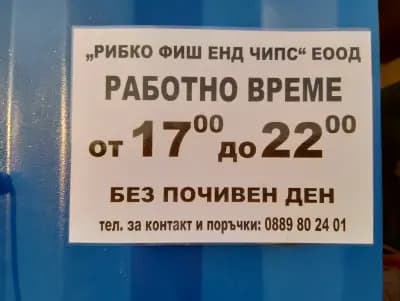 „РИБКО ФИШ ЕНД ЧИПС“ ЕООД
РАБОТНО ВРЕМЕ
от 17⁰⁰ до 22⁰⁰
БЕЗ ПОЧИВЕН ДЕН
тел. за контакт и поръчки: 0889 80 24 01